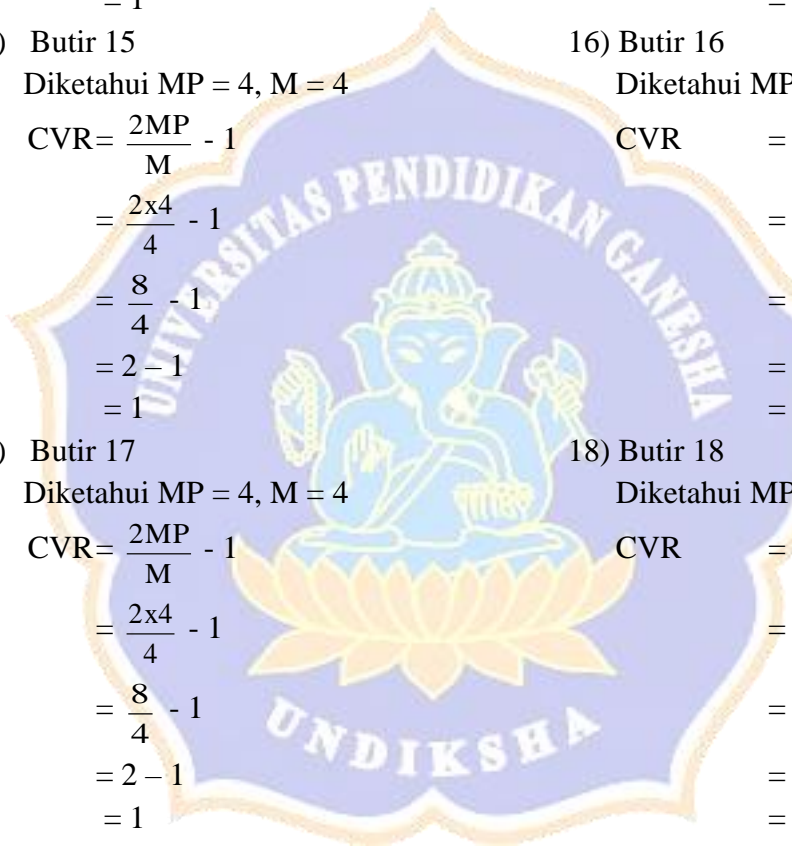 = 1
=
) Butir 15
Diketahui MP = 4, M = 4
CVR= 2MP/M - 1
= 2x4/4 - 1
= 8/4 - 1
= 2 – 1
= 1
16) Butir 16
Diketahui MP
CVR =
=
=
=
=
) Butir 17
Diketahui MP = 4, M = 4
CVR= 2MP/M - 1
= 2x4/4 - 1
= 8/4 - 1
= 2 – 1
= 1
18) Butir 18
Diketahui MP
CVR =
=
=
=
=
UNIVERSITAS PENDIDIKAN GANESHA
UNDIKSHA